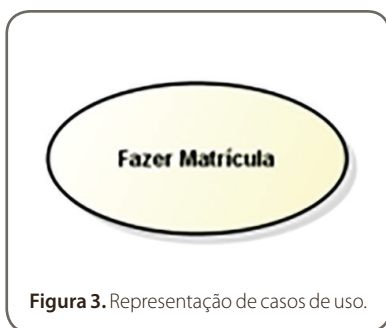 Fazer Matrícula
Figura 3. Representação de casos de uso.